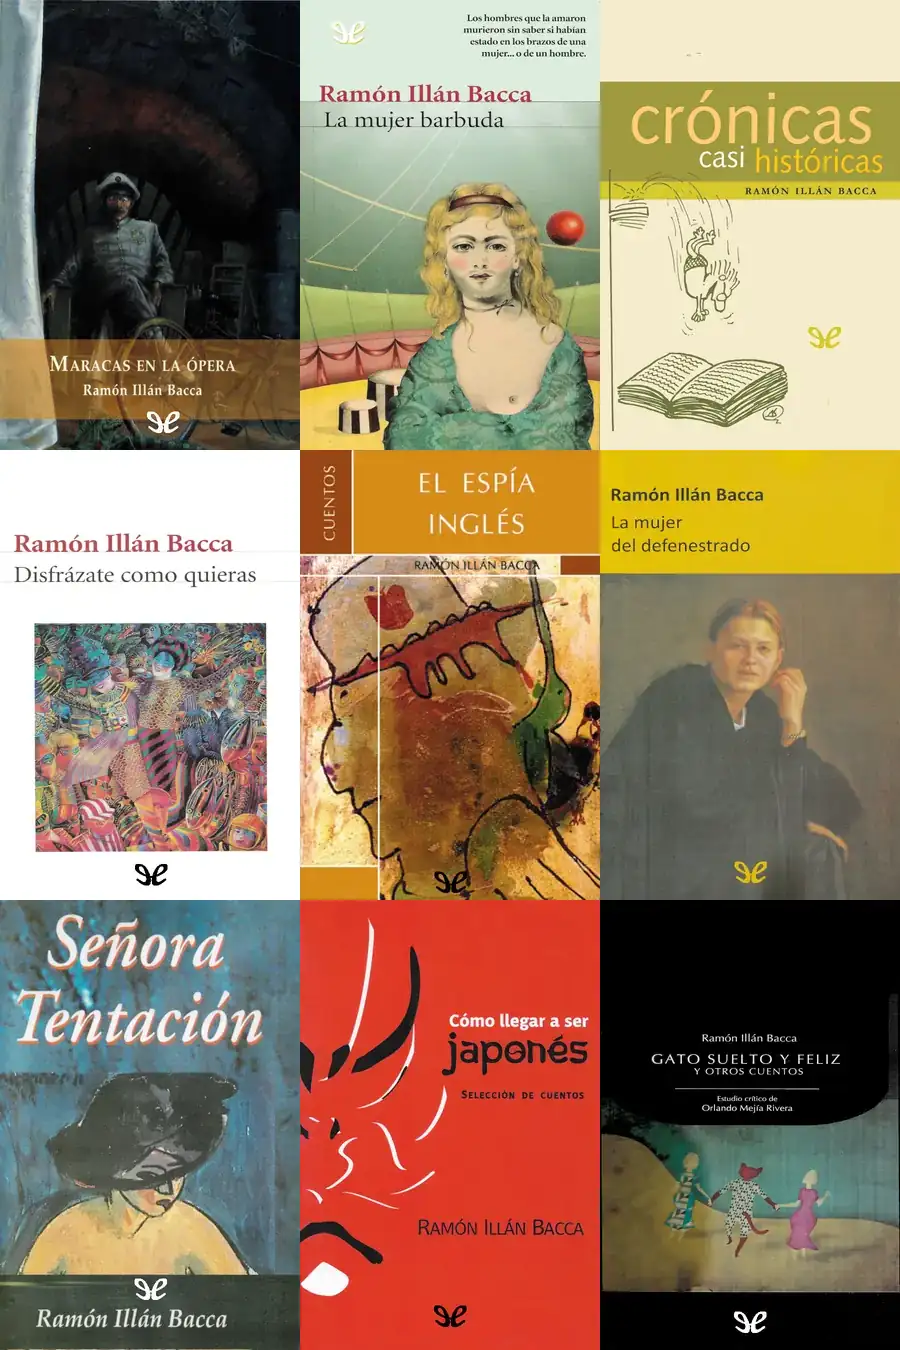 MARACAS EN LA ÓPERA
Ramón Illán Bacca
Los hombres que la amaron
murieron sin saber si habían
estado en los brazos de una
mujer... o de un hombre.
Ramón Illán Bacca
La mujer barbuda
crónicas
casi históricas
RAMÓN ILLÁN BACCA
Ramón Illán Bacca
Disfrázate como quieras
CUENTOS
EL ESPÍA
INGLÉS
RAMÓN ILLÁN BACCA
Ramón Illán Bacca
La mujer
del defenestrado
Señora
Tentación
Ramón Illán Bacca
Cómo llegar a ser
japonés
SELECCIÓN DE CUENTOS
RAMÓN ILLÁN BACCA
Ramón Illán Bacca
GATO SUELTO Y FELIZ
Y OTROS CUENTOS
Estudio crítico de
Orlando Mejía Rivera